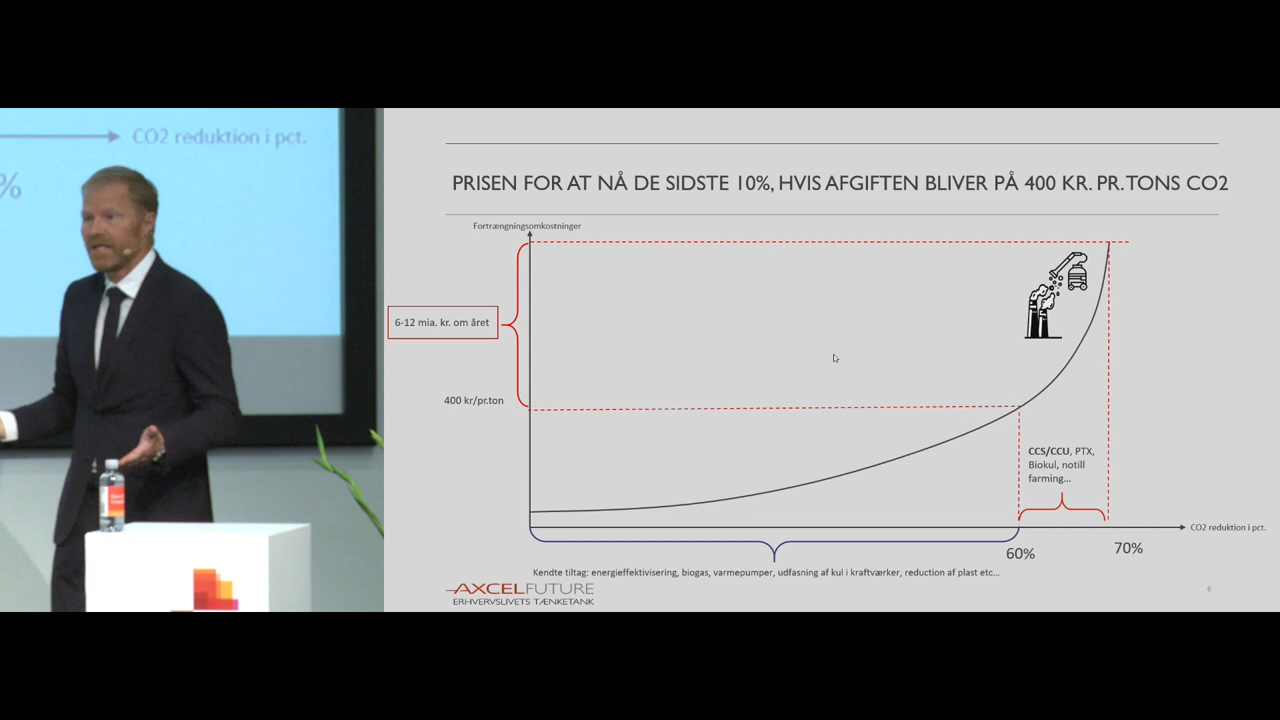 CO2 reduktion i pct.
%
PRISEN FOR AT NÅ DE SIDSTE 10%, HVIS AFGIFTEN BLIVER PÅ 400 KR. PR. TONS CO2
Fortrængningsomkostninger
6-12 mia. kr. om året
400 kr/pr.ton
CCS/CCU, PTX,
Biokul, notill
farming...
CO2 reduktion i pct.
60%
70%
Kendte tiltag: energieffektivisering, biogas, varmepumper, udfasning af kul i kraftværker, reduction af plast etc...
AXCELFUTURE
ERHVERVSLIVETS TÆNKETANK
6